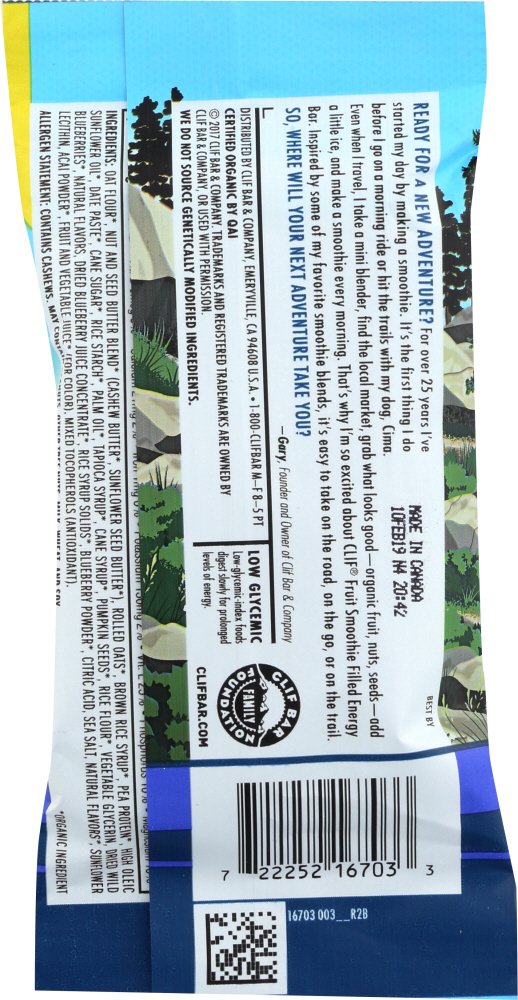 READY FOR A NEW ADVENTURE? For over 25 years I've
started my day by making a smoothie. It's the first thing I do
before I go on a morning ride or hit the trails with my dog, Cima.
Even when I travel, I take a mini blender, find the local market, grab what looks good—organic fruit, nuts, seeds—add
a little ice, and make a smoothie every morning. That's why I'm so excited about CLIF® Fruit Smoothie Filled Energy
Bar. Inspired by some of my favorite smoothie blends, it's easy to take on the road, on the go, or on the trail.
SO, WHERE WILL YOUR NEXT ADVENTURE TAKE YOU?
—Gary, Founder and Owner of Clif Bar & Company
MADE IN CANADA
10FEB19 H4 20:42
BEST BY
DISTRIBUTED BY CLIF BAR & COMPANY, EMERYVILLE, CA 94608 U.S.A. • 1-800-CLIFBAR M–F 8–5 PT
CERTIFIED ORGANIC BY QAI
© 2017 CLIF BAR & COMPANY. TRADEMARKS AND REGISTERED TRADEMARKS ARE OWNED BY
CLIF BAR & COMPANY, OR USED WITH PERMISSION.
WE DO NOT SOURCE GENETICALLY MODIFIED INGREDIENTS.
LOW GLYCEMIC
Low-glycemic-index foods
digest slowly for prolonged
levels of energy.
CLIF BAR
FAMILY
FOUNDATION
CLIFBAR.COM
7 22252 16703 3
16703 003__R2B
INGREDIENTS: OAT FLOUR*, NUT AND SEED BUTTER BLEND* (CASHEW BUTTER*, SUNFLOWER SEED BUTTER*), ROLLED OATS*, BROWN RICE SYRUP*, PEA PROTEIN*, HIGH OLEIC
SUNFLOWER OIL*, DATE PASTE*, CANE SUGAR*, RICE STARCH*, PALM OIL*, TAPIOCA SYRUP*, CANE SYRUP*, PUMPKIN SEEDS*, RICE FLOUR*, VEGETABLE GLYCERIN, DRIED WILD
BLUEBERRIES*, NATURAL FLAVORS, DRIED BLUEBERRY JUICE CONCENTRATE*, RICE SYRUP SOLIDS*, BLUEBERRY POWDER*, CITRIC ACID, SEA SALT, NATURAL FLAVORS*, SUNFLOWER
LECITHIN, ACAI POWDER*, FRUIT AND VEGETABLE JUICE* (FOR COLOR), MIXED TOCOPHEROLS (ANTIOXIDANT).
*ORGANIC INGREDIENT
ALLERGEN STATEMENT: CONTAINS CASHEWS. MAY